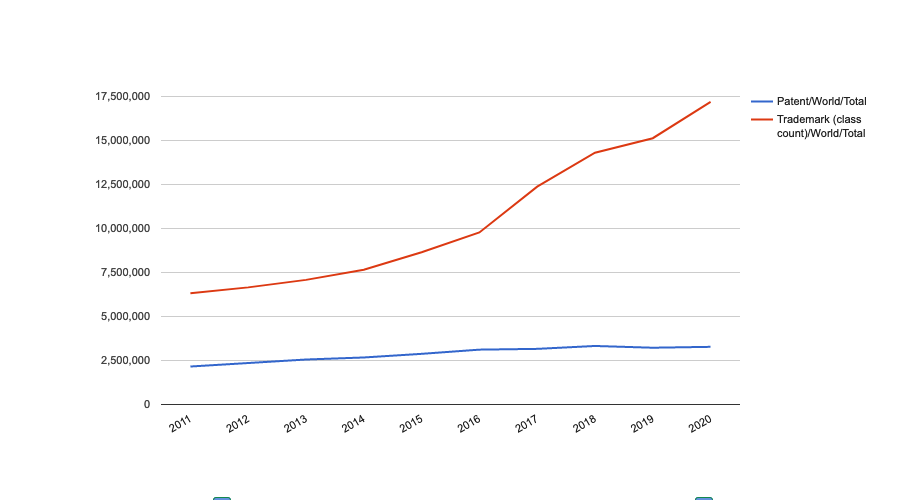 17,500,000
15,000,000
12,500,000
10,000,000
7,500,000
5,000,000
2,500,000
0
2011 2012 2013 2014 2015 2016 2017 2018 2019 2020
Patent/World/Total
Trademark (class
count)/World/Total